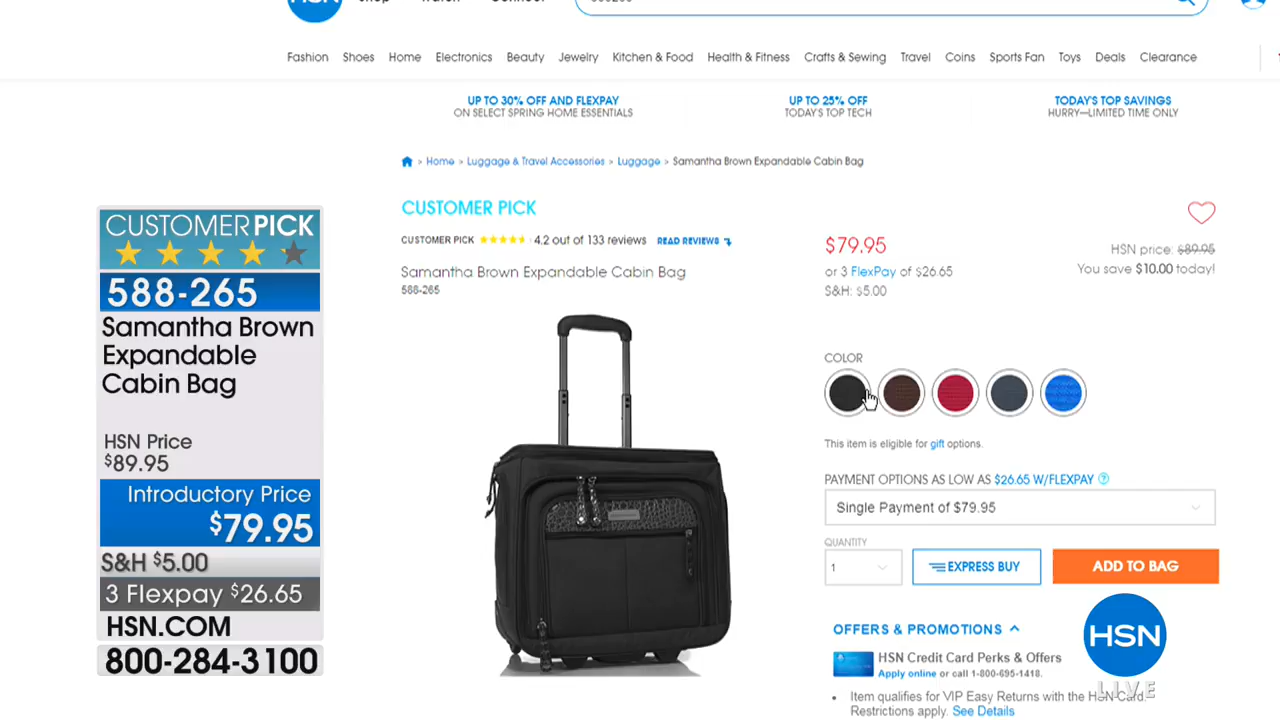 HSN
Shop Watch Connect
588265
Fashion Shoes Home Electronics Beauty Jewelry Kitchen & Food Health & Fitness Crafts & Sewing Travel Coins Sports Fan Toys Deals Clearance
UP TO 30% OFF AND FLEXPAY
ON SELECT SPRING HOME ESSENTIALS
UP TO 25% OFF
TODAY'S TOP TECH
TODAY'S TOP SAVINGS
HURRY—LIMITED TIME ONLY
> Home > Luggage & Travel Accessories > Luggage > Samantha Brown Expandable Cabin Bag
CUSTOMER PICK
588-265
Samantha Brown
Expandable
Cabin Bag
HSN Price
$89.95
Introductory Price
$79.95
S&H $5.00
3 Flexpay $26.65
HSN.COM
800-284-3100
CUSTOMER PICK
CUSTOMER PICK 4.2 out of 133 reviews READ REVIEWS
Samantha Brown Expandable Cabin Bag
588-265
$79.95
or 3 FlexPay of $26.65
S&H: $5.00
HSN price: $89.95
You save $10.00 today!
COLOR
This item is eligible for gift options.
PAYMENT OPTIONS AS LOW AS $26.65 W/FLEXPAY ?
Single Payment of $79.95
QUANTITY
1
EXPRESS BUY
ADD TO BAG
OFFERS & PROMOTIONS
HSN Credit Card Perks & Offers
Apply online or call 1-800-695-1418.
• Item qualifies for VIP Easy Returns with the HSN Card.
Restrictions apply. See Details
HSN
LIVE